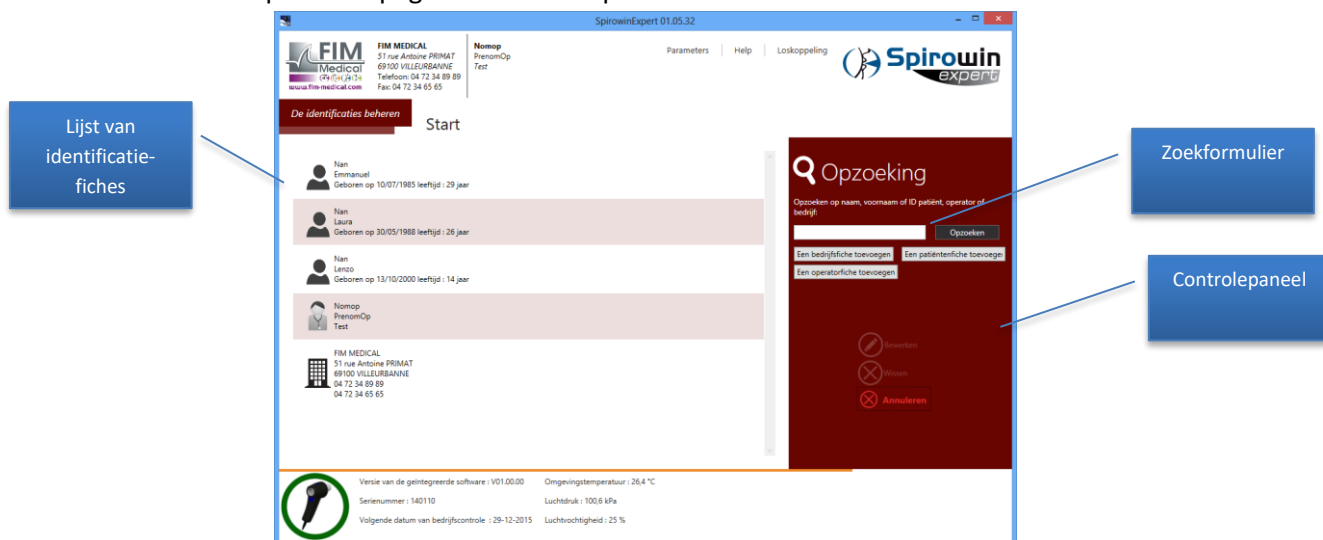 SpirowinExpert 01.05.32
FIM
Medical
www.fim-medical.com
FIM MEDICAL
51 rue Antoine PRIMAT
69100 VILLEURBANNE
Telefoon: 04 72 34 89 89
Fax: 04 72 34 65 65
Nomop
PrenomOp
Test
Parameters
Help
Loskoppeling
Spirowin
expert
De identificaties beheren
Start
Lijst van
identificatie-
fiches
Nan
Emmanuel
Geboren op 10/07/1985 leeftijd : 29 jaar
Nan
Laura
Geboren op 30/05/1988 leeftijd : 26 jaar
Nan
Lenzo
Geboren op 13/10/2000 leeftijd : 14 jaar
Nomop
PrenomOp
Test
FIM MEDICAL
51 rue Antoine PRIMAT
69100 VILLEURBANNE
04 72 34 89 89
04 72 34 65 65
Opzoeking
Opzoeken op naam, voornaam of ID patiënt, operator of
bedrijf:
Opzoeken
Een bedrijfsfiche toevoegen
Een patiëntenfiche toevoegen
Een operatorfiche toevoegen
Bewerken
Wissen
Annuleren
Zoekformulier
Controlepaneel
Versie van de geïntegreerde software : V01.00.00
Omgevingstemperatuur : 26,4 °C
Serienummer : 140110
Luchtdruk : 100,6 kPa
Volgende datum van bedrijfscontrole : 29-12-2015
Luchtvochtigheid : 25 %